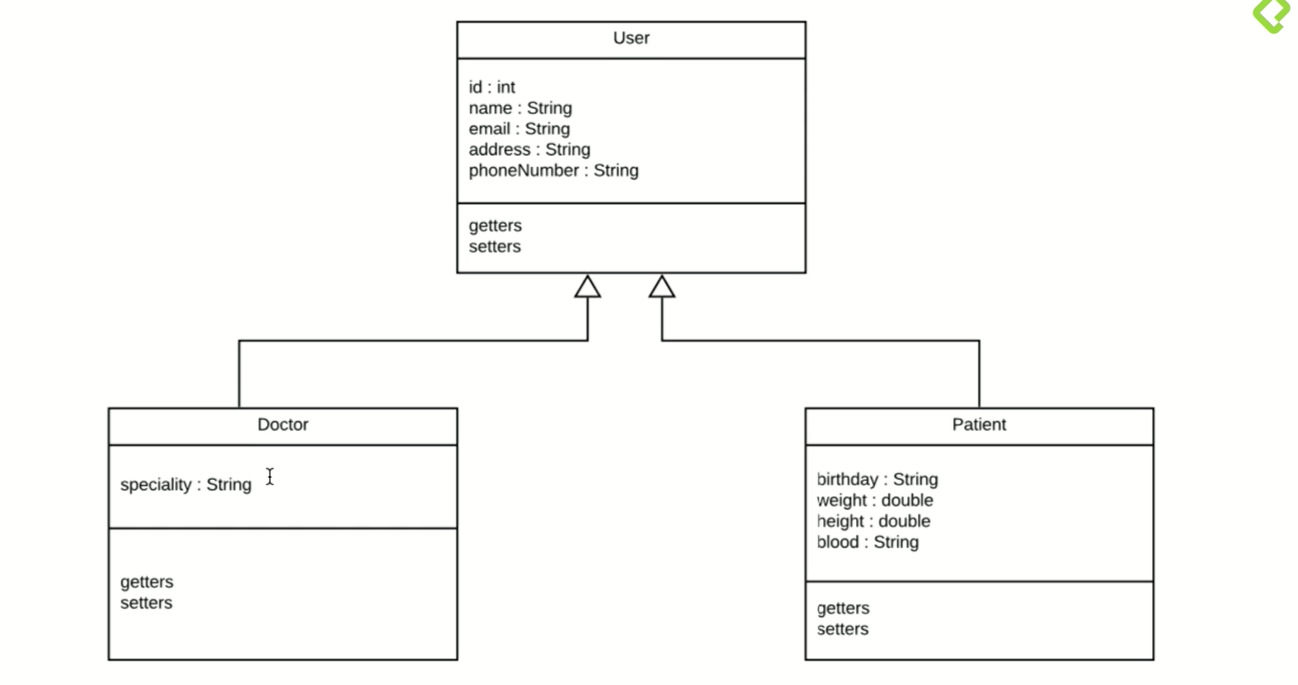 User
id : int
name : String
email : String
address : String
phoneNumber : String
getters
setters
Doctor
speciality : String
getters
setters
Patient
birthday : String
weight : double
height : double
blood : String
getters
setters